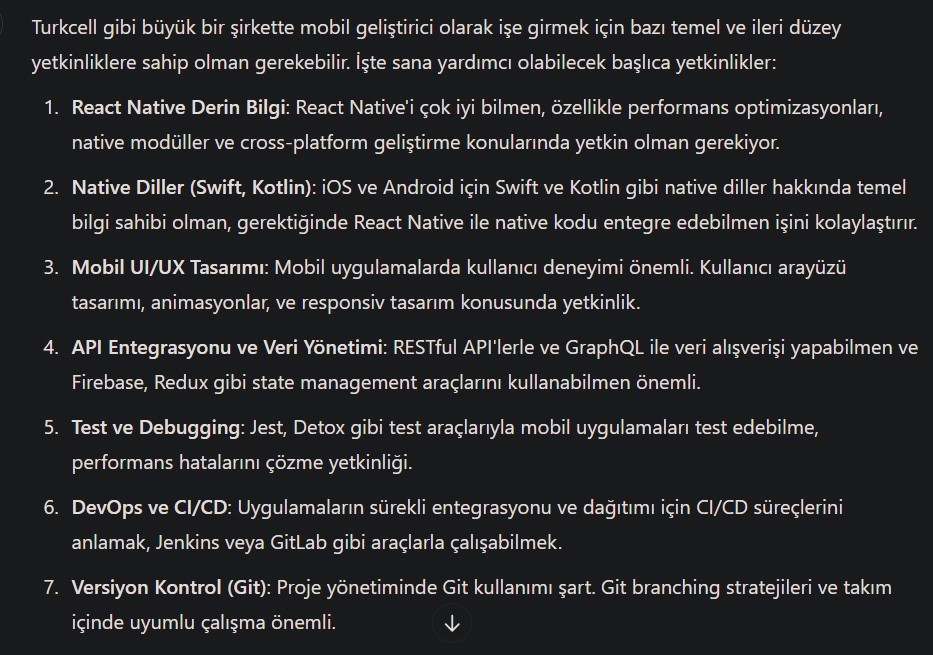 Turkcell gibi büyük bir şirkette mobil geliştirici olarak işe girmek için bazı temel ve ileri düzey
yetkinliklere sahip olman gerekebilir. İşte sana yardımcı olabilecek başlıca yetkinlikler:
1. React Native Derin Bilgi: React Native'i çok iyi bilmen, özellikle performans optimizasyonları,
native modüller ve cross-platform geliştirme konularında yetkin olman gerekiyor.
2. Native Diller (Swift, Kotlin): iOS ve Android için Swift ve Kotlin gibi native diller hakkında temel
bilgi sahibi olman, gerektiğinde React Native ile native kodu entegre edebilmen işini kolaylaştırır.
3. Mobil UI/UX Tasarımı: Mobil uygulamalarda kullanıcı deneyimi önemli. Kullanıcı arayüzü
tasarımı, animasyonlar, ve responsiv tasarım konusunda yetkinlik.
4. API Entegrasyonu ve Veri Yönetimi: RESTful API'lerle ve GraphQL ile veri alışverişi yapabilmen ve
Firebase, Redux gibi state management araçlarını kullanabilmen önemli.
5. Test ve Debugging: Jest, Detox gibi test araçlarıyla mobil uygulamaları test edebilme,
performans hatalarını çözme yetkinliği.
6. DevOps ve CI/CD: Uygulamaların sürekli entegrasyonu ve dağıtımı için CI/CD süreçlerini
anlamak, Jenkins veya GitLab gibi araçlarla çalışabilmek.
7. Versiyon Kontrol (Git): Proje yönetiminde Git kullanımı şart. Git branching stratejileri ve takım
içinde uyumlu çalışma önemli.